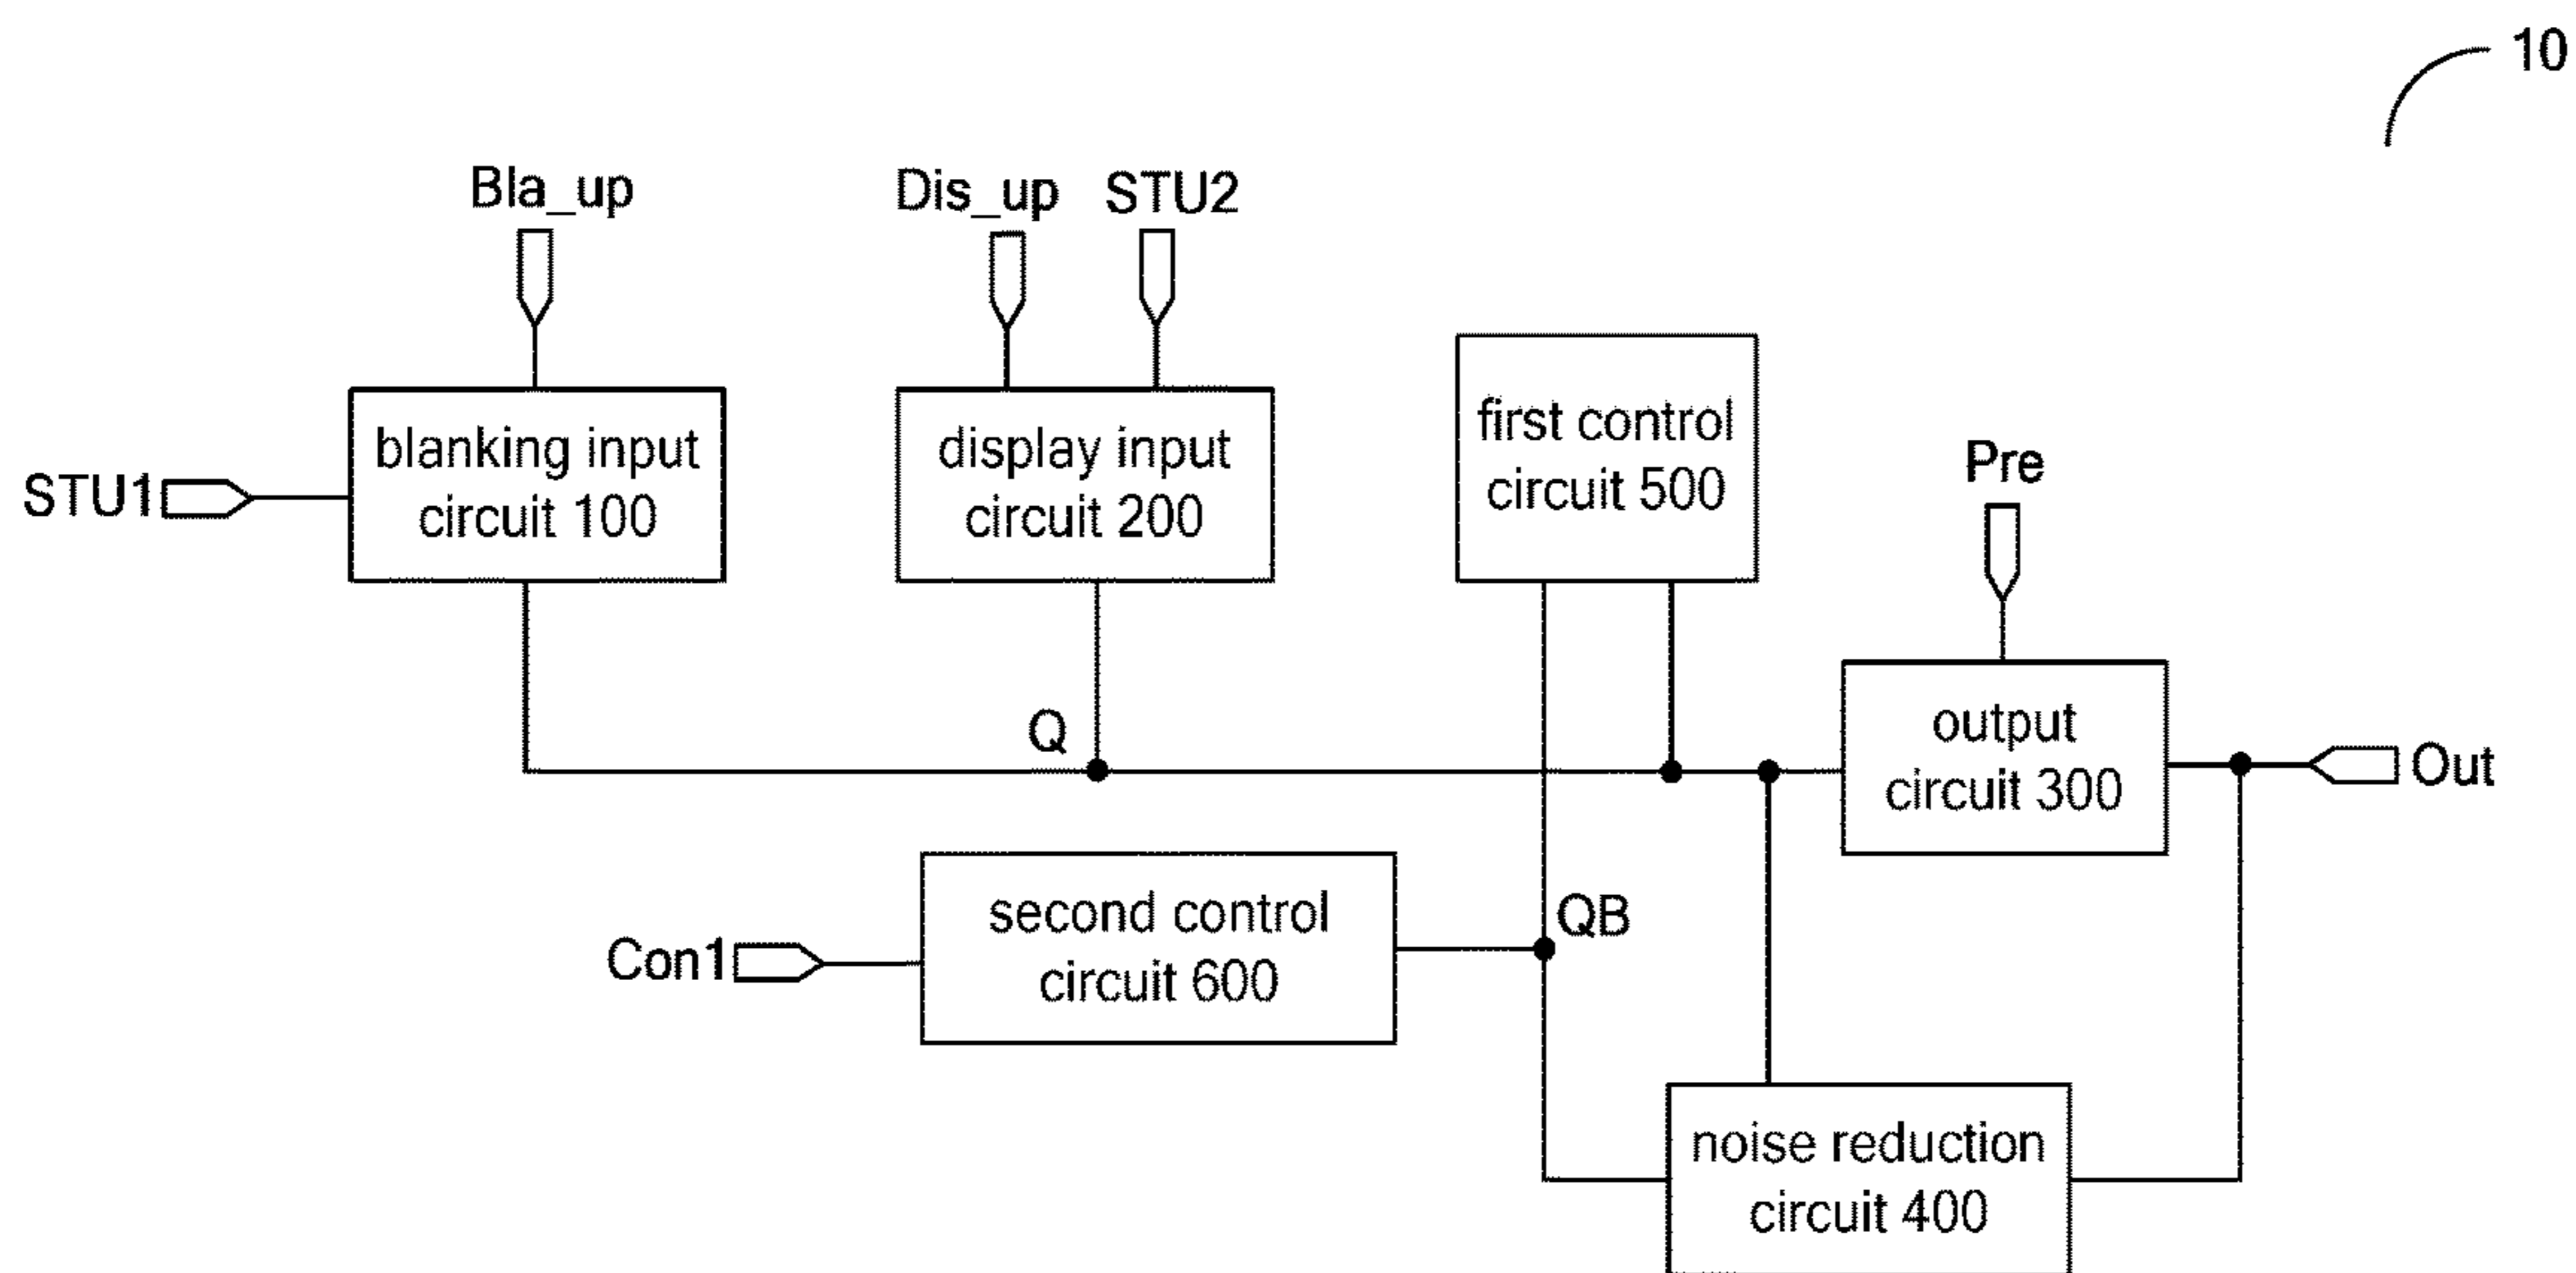 10
Bla_up
Dis_up
STU2
blanking input
circuit 100
display input
circuit 200
first control
circuit 500
STU1
Pre
Q
output
circuit 300
Out
second control
circuit 600
QB
Con1
noise reduction
circuit 400